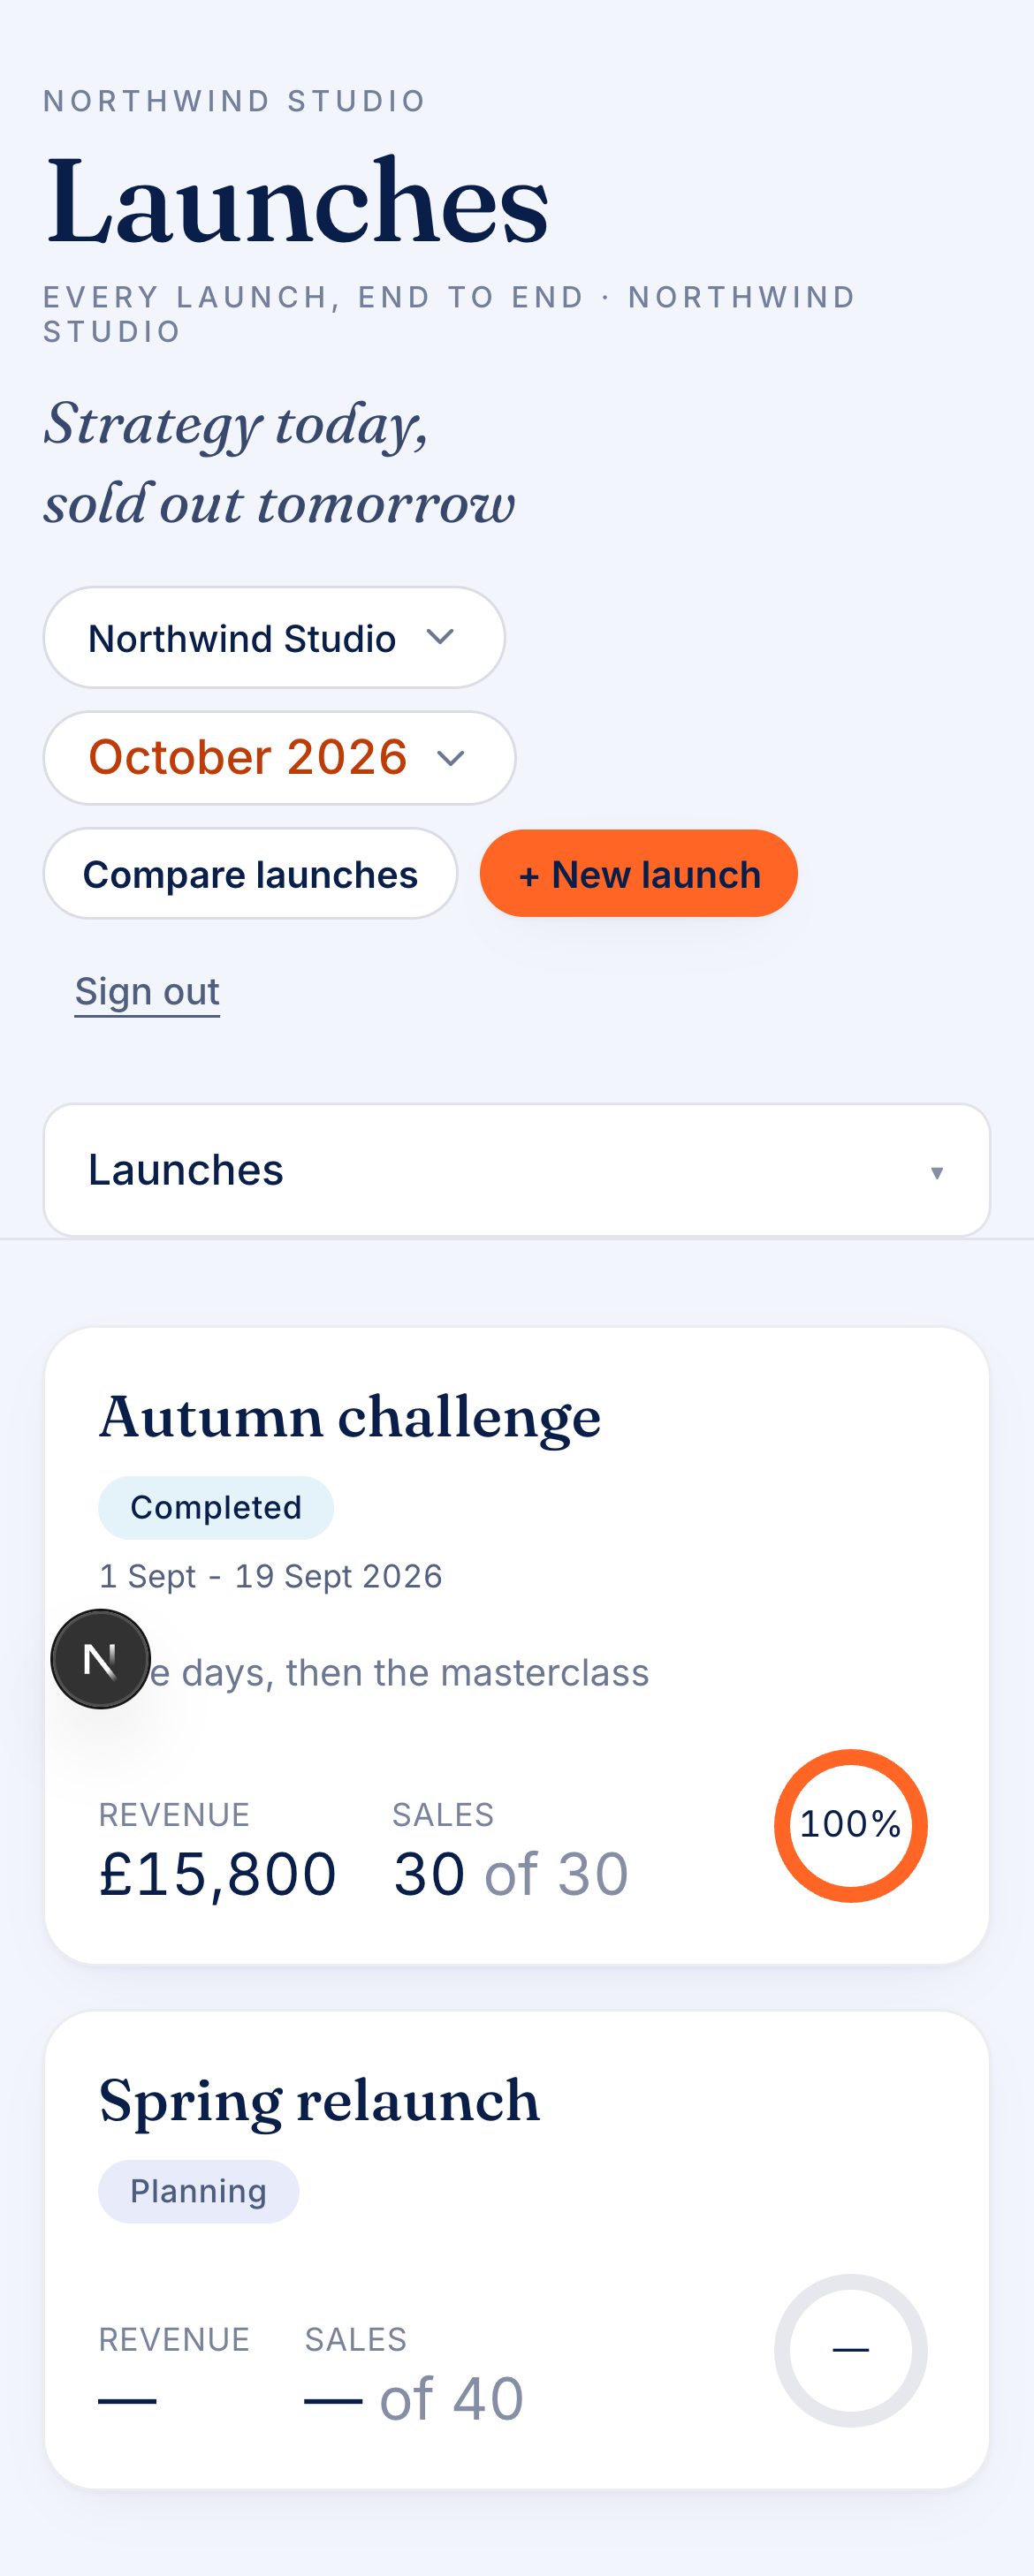 NORTHWIND STUDIO
Launches
EVERY LAUNCH, END TO END · NORTHWIND
STUDIO
Strategy today,
sold out tomorrow
Northwind Studio
October 2026
Compare launches
+ New launch
Sign out
Launches
Autumn challenge
Completed
1 Sept - 19 Sept 2026
N
days, then the masterclass
REVENUE
SALES
£15,800
30 of 30
100%
Spring relaunch
Planning
REVENUE
SALES
—
— of 40
—